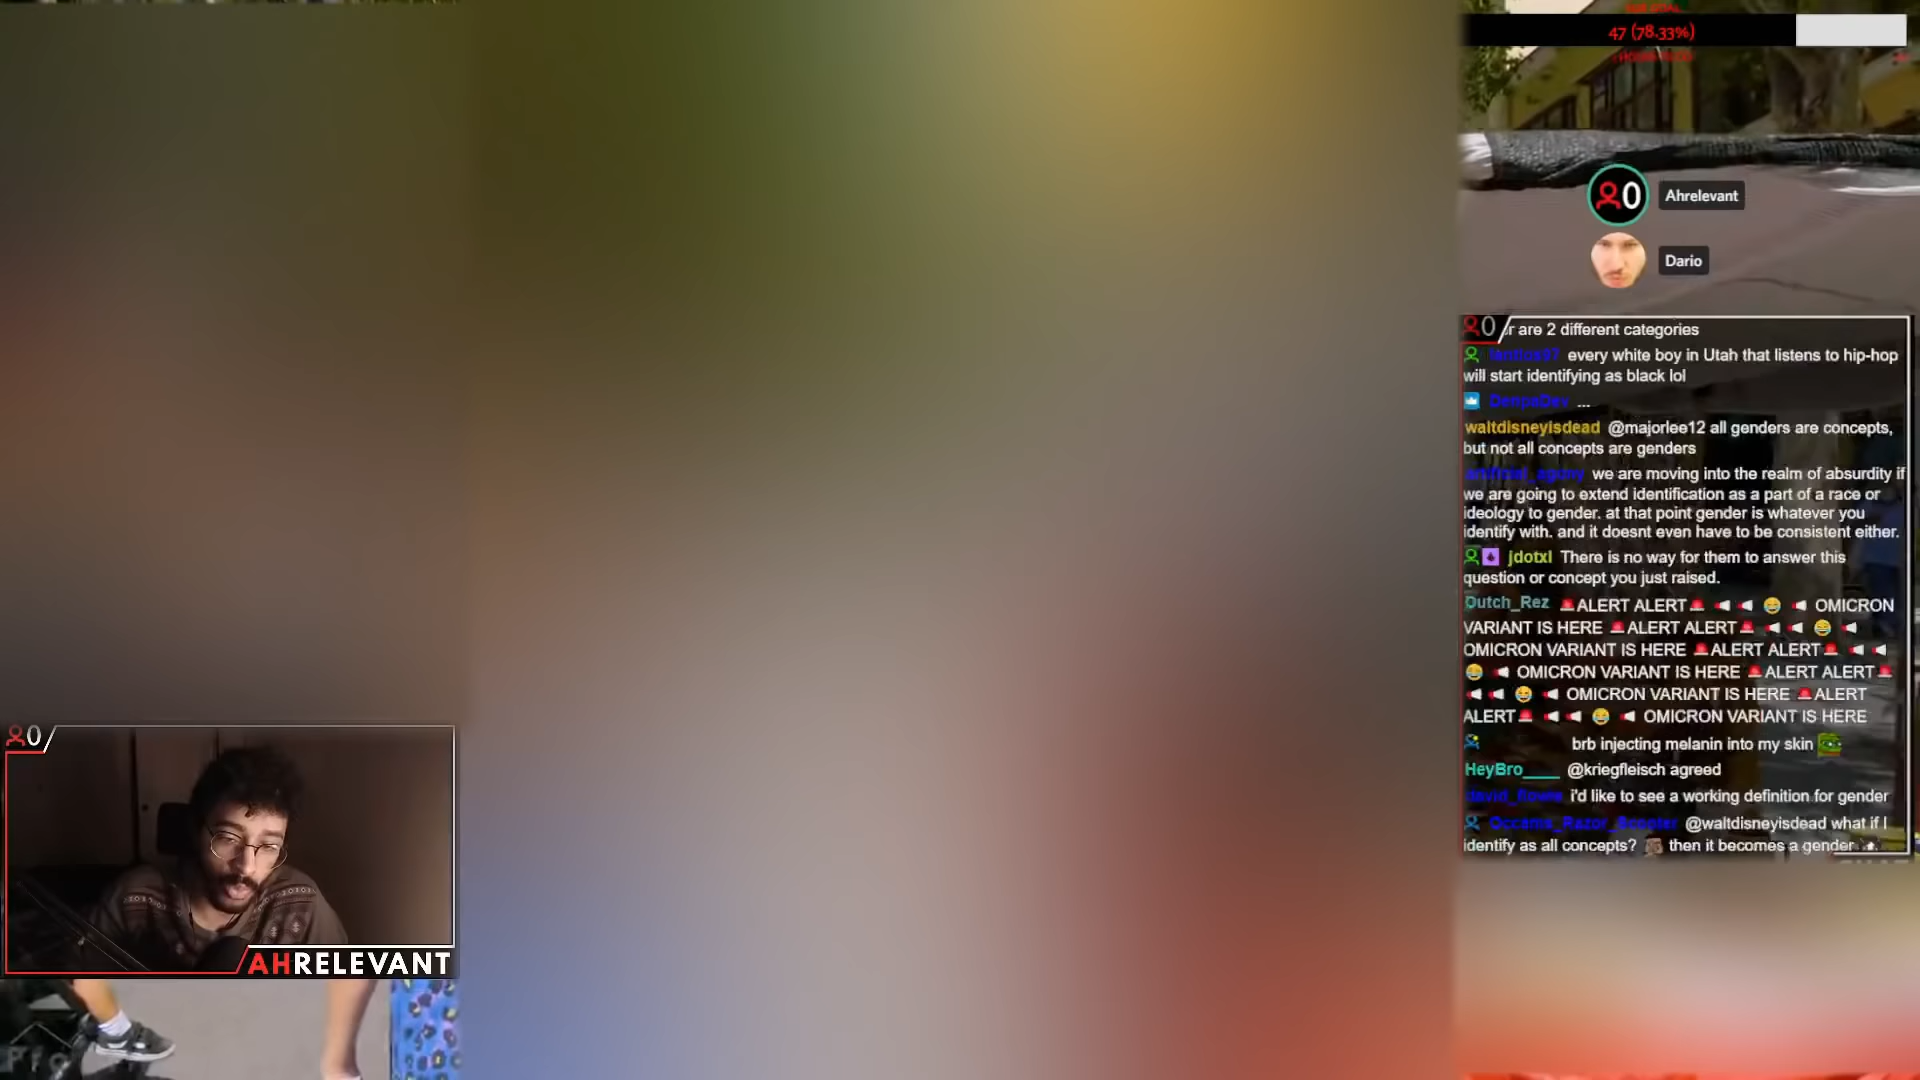 47 (78.33%)
Ahrelevant
Dario
0
r are 2 different categories
every white boy in Utah that listens to hip-hop
will start identifying as black lol
DenpaDev ...
waltdisneyisdead @majorlee12 all genders are concepts,
but not all concepts are genders
artificial_agony we are moving into the realm of absurdity if
we are going to extend identification as a part of a race or
ideology to gender. at that point gender is whatever you
identify with. and it doesnt even have to be consistent either.
jdotxl There is no way for them to answer this
question or concept you just raised.
Dutch_Rez 🚨ALERT ALERT🚨 📢 📢 😂 📢 OMICRON
VARIANT IS HERE 🚨ALERT ALERT🚨 📢 📢 😂 📢
OMICRON VARIANT IS HERE 🚨ALERT ALERT🚨 📢 📢
😂 📢 OMICRON VARIANT IS HERE 🚨ALERT ALERT🚨
📢 📢 😂 📢 OMICRON VARIANT IS HERE 🚨ALERT
ALERT🚨 📢 📢 😂 📢 OMICRON VARIANT IS HERE
brb injecting melanin into my skin
HeyBro____ @kriegfleisch agreed
i'd like to see a working definition for gender
Occams_Razor_Scooter @waltdisneyisdead what if I
identify as all concepts? then it becomes a gender
0
AHRELEVANT